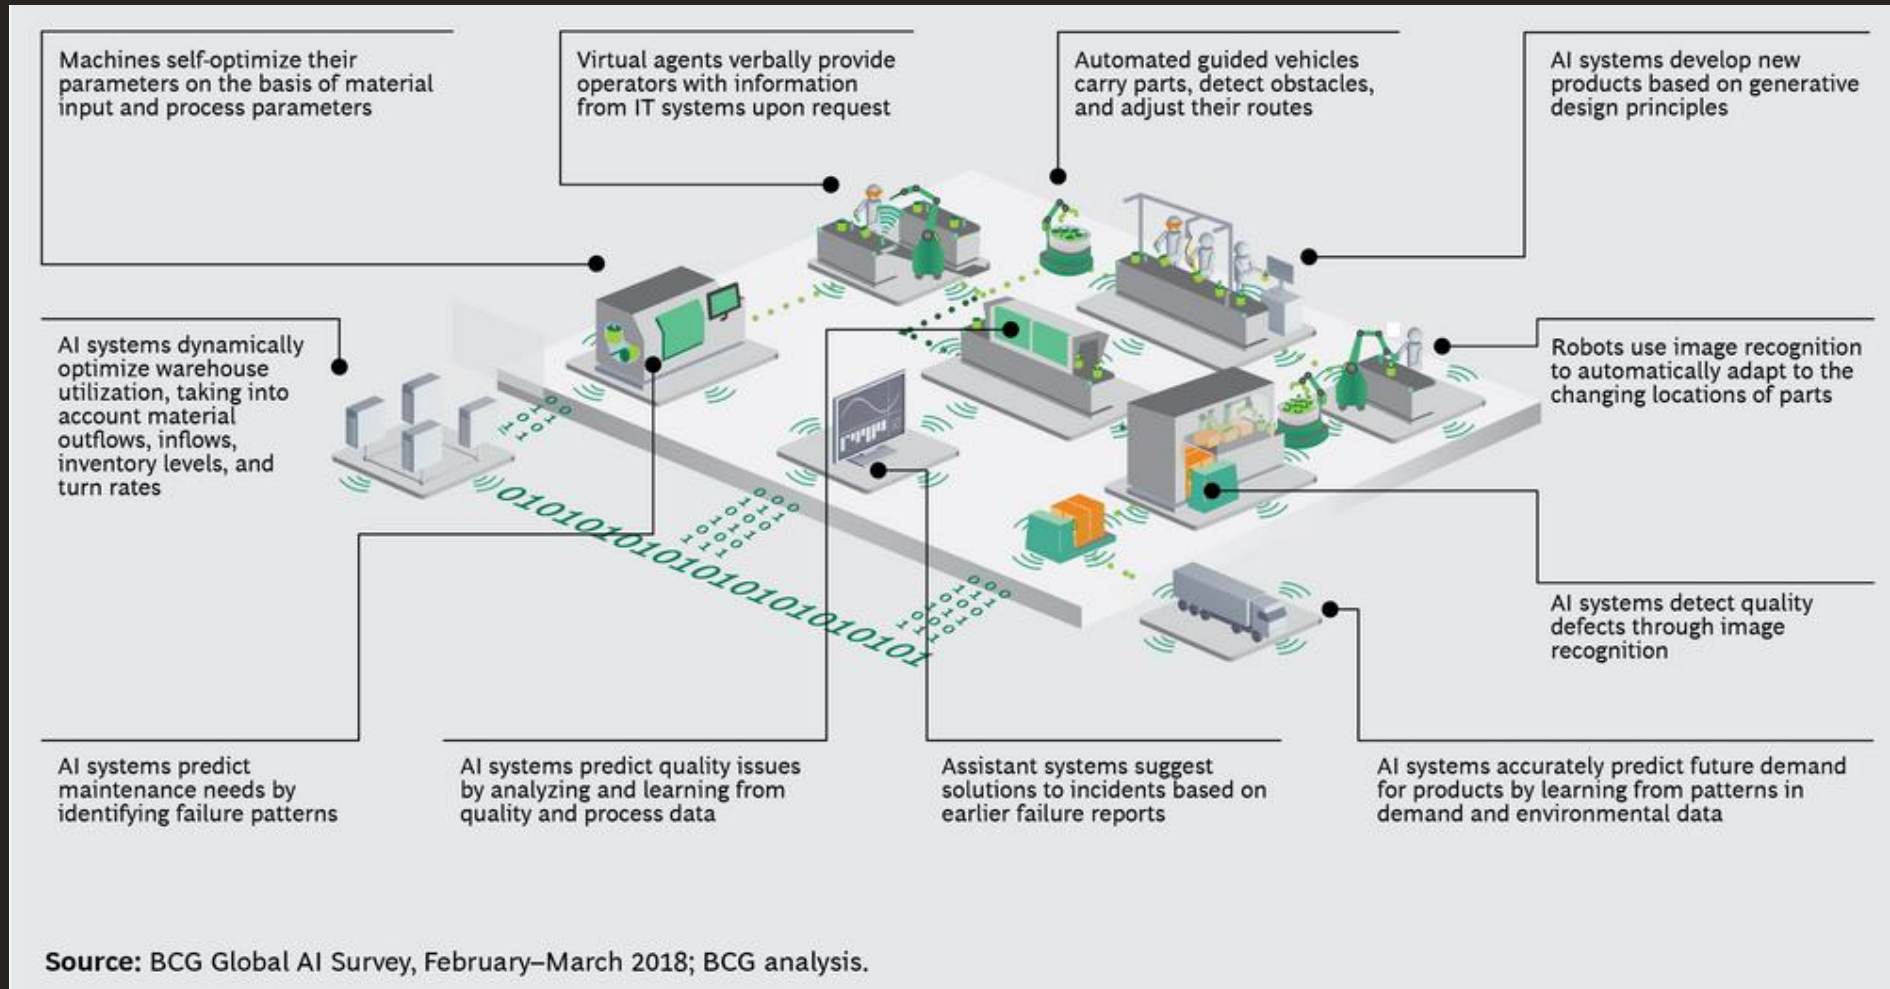 Machines self-optimize their
parameters on the basis of material
input and process parameters
Virtual agents verbally provide
operators with information
from IT systems upon request
Automated guided vehicles
carry parts, detect obstacles,
and adjust their routes
AI systems develop new
products based on generative
design principles
AI systems dynamically
optimize warehouse
utilization, taking into
account material
outflows, inflows,
inventory levels, and
turn rates
Robots use image recognition
to automatically adapt to the
changing locations of parts
AI systems detect quality
defects through image
recognition
AI systems predict
maintenance needs by
identifying failure patterns
AI systems predict quality issues
by analyzing and learning from
quality and process data
Assistant systems suggest
solutions to incidents based on
earlier failure reports
AI systems accurately predict future demand
for products by learning from patterns in
demand and environmental data
Source: BCG Global AI Survey, February–March 2018; BCG analysis.